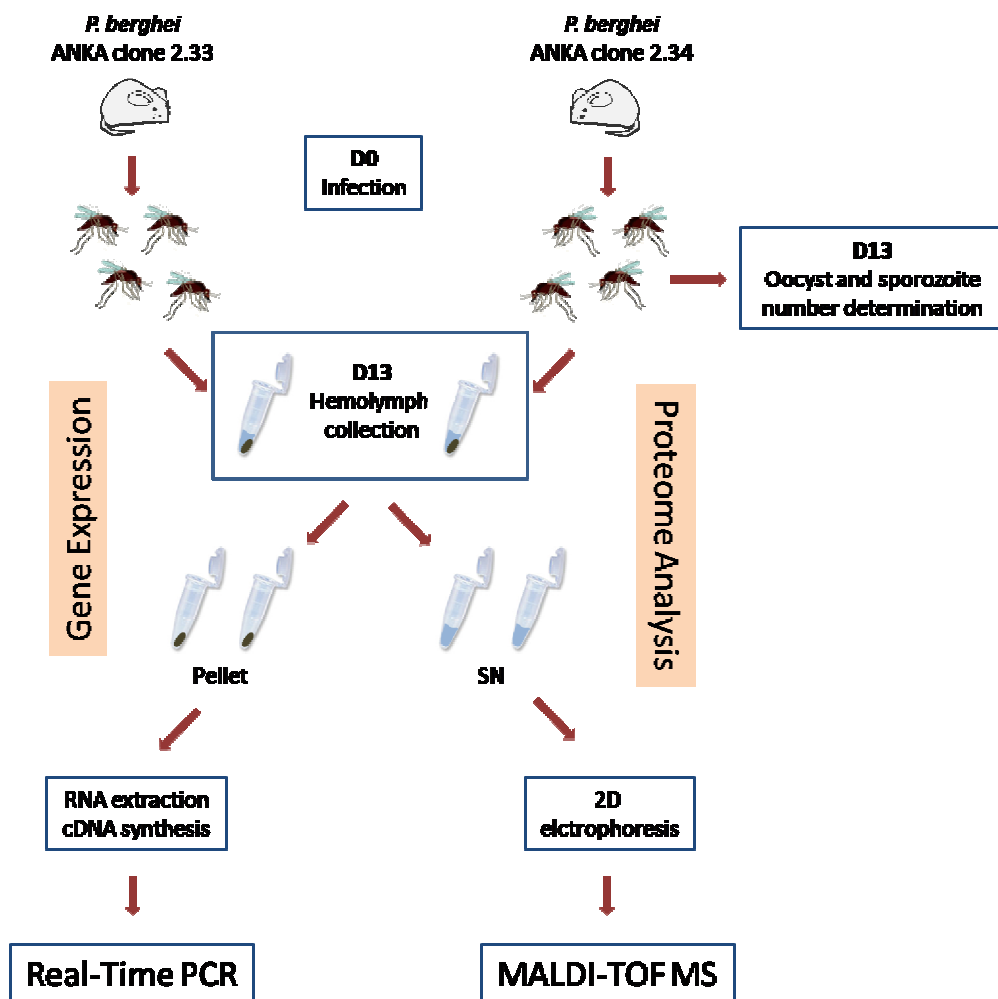 P. berghei
ANKA clone 2.33
P. berghei
ANKA clone 2.34
D0
Infection
D13
Oocyst and sporozoite
number determination
D13
Hemolymph
collection
Gene Expression
Proteome Analysis
Pellet
SN
RNA extraction
cDNA synthesis
2D
elctrophoresis
Real-Time PCR
MALDI-TOF MS